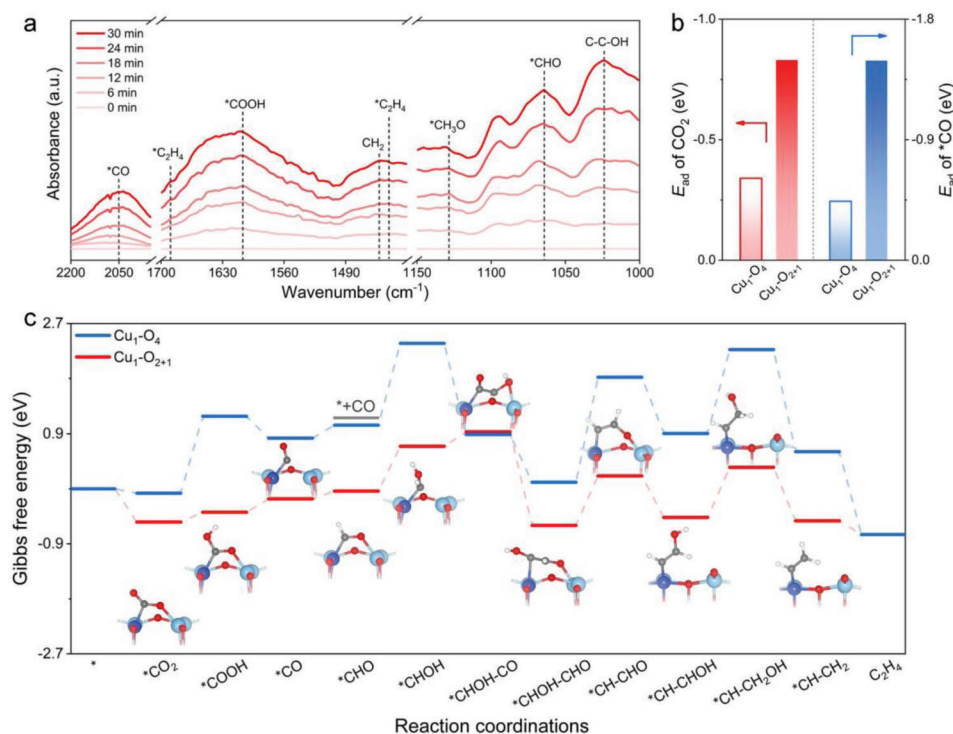 a
Absorbance (a.u.)
30 min
24 min
18 min
12 min
6 min
0 min
*CO
*C₂H₄
*COOH
CH₂
*C₂H₄
*CH₃O
*CHO
C-C-OH
2200 2050 1700 1630 1560 1490 1150 1100 1050 1000
Wavenumber (cm⁻¹)
b
Ead of CO₂ (eV)
-1.0
-0.5
0.0
-1.8
-0.9
0.0
Ead of *CO (eV)
Cu₁-O₄
Cu₁-O₂₊₁
Cu₁-O₄
Cu₁-O₂₊₁
c
Gibbs free energy (eV)
2.7
0.9
-0.9
-2.7
Cu₁-O₄
Cu₁-O₂₊₁
*+CO
*
*CO₂
*COOH
*CO
*CHO
*CHOH
*CHOH-CO
*CHOH-CHO
*CH-CHO
*CH-CHOH
*CH-CH₂OH
*CH-CH₂
C₂H₄
Reaction coordinations